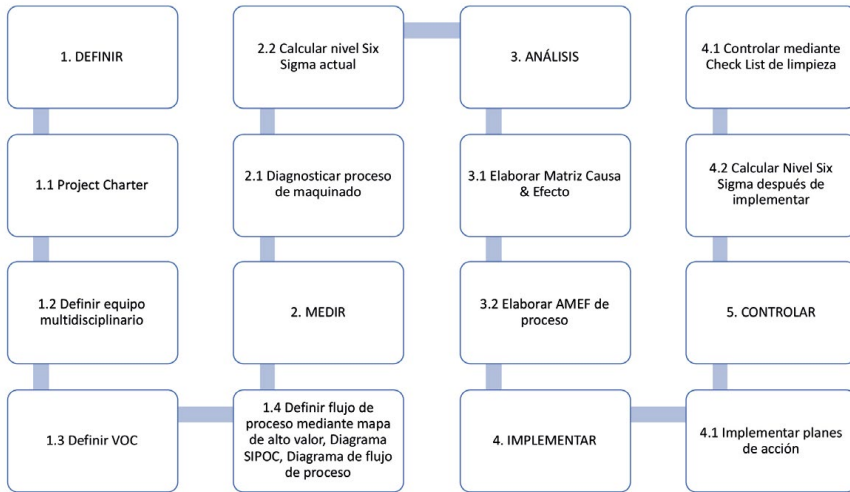 1. DEFINIR
1.1 Project Charter
1.2 Definir equipo
multidisciplinario
1.3 Definir VOC
1.4 Definir flujo de
proceso mediante mapa
de alto valor, Diagrama
SIPOC, Diagrama de flujo
de proceso
2. MEDIR
2.1 Diagnosticar proceso
de maquinado
2.2 Calcular nivel Six
Sigma actual
3. ANÁLISIS
3.1 Elaborar Matriz Causa
& Efecto
3.2 Elaborar AMEF de
proceso
4. IMPLEMENTAR
4.1 Implementar planes
de acción
5. CONTROLAR
4.2 Calcular Nivel Six
Sigma después de
implementar
4.1 Controlar mediante
Check List de limpieza